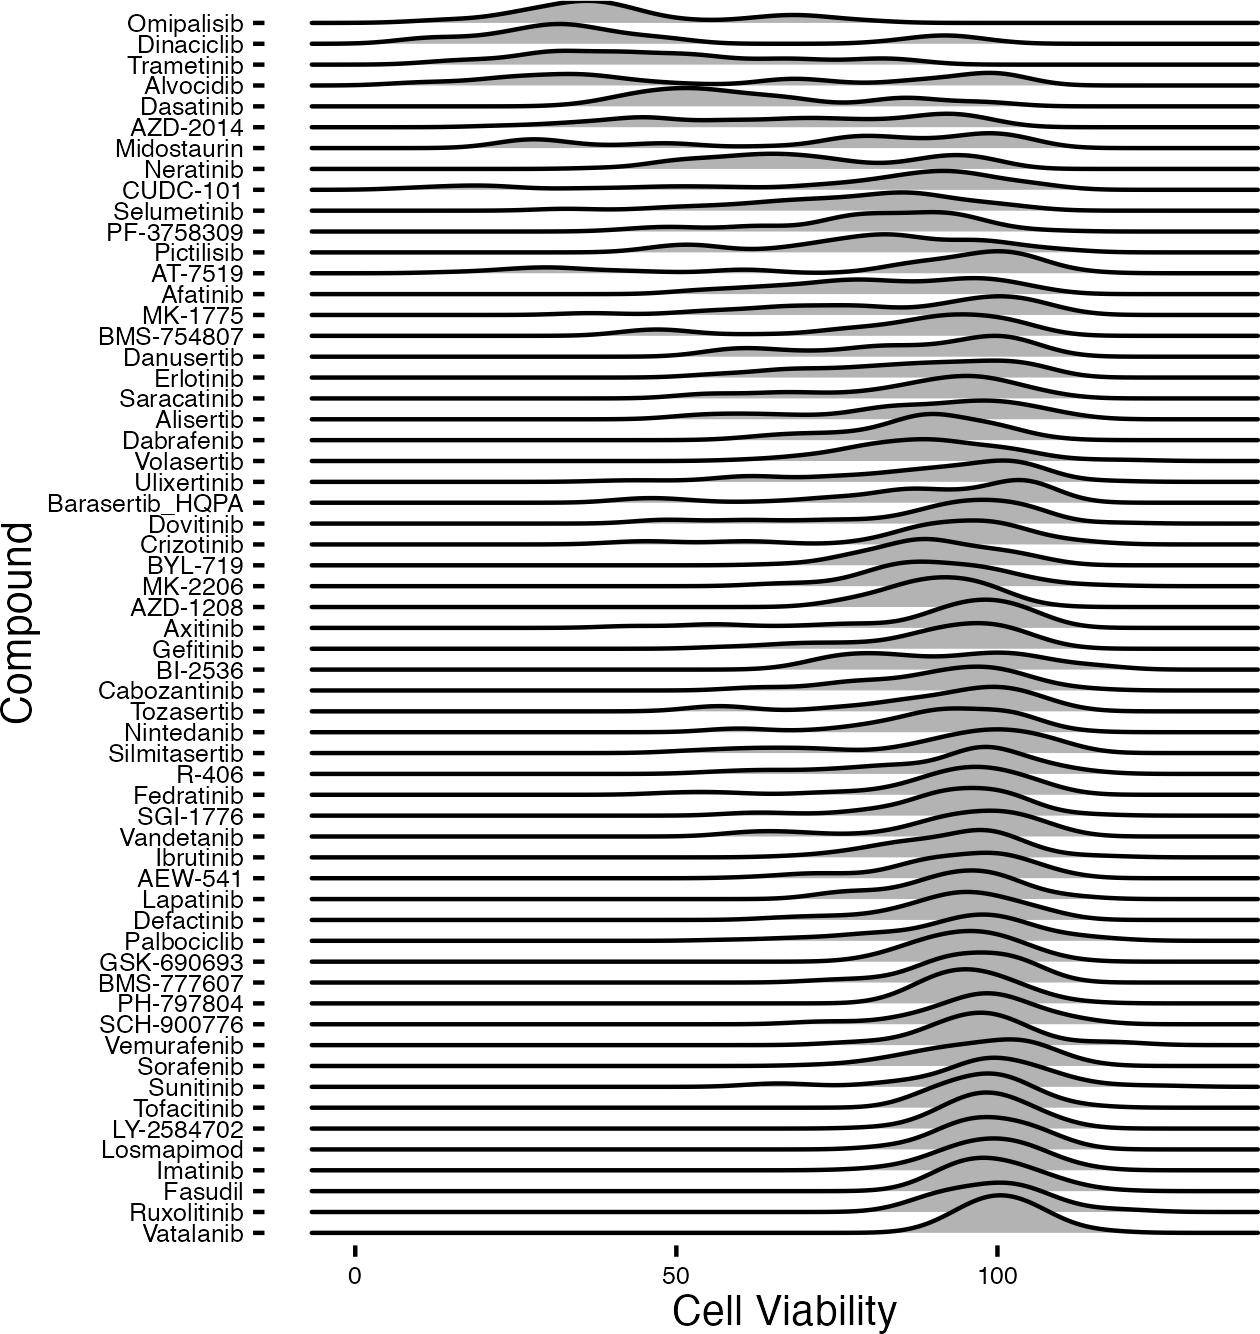 Omipalisib
Dinaciclib
Trametinib
Alvocidib
Dasatinib
AZD-2014
Midostaurin
Neratinib
CUDC-101
Selumetinib
PF-3758309
Pictilisib
AT-7519
Afatinib
MK-1775
BMS-754807
Danusertib
Erlotinib
Saracatinib
Alisertib
Dabrafenib
Volasertib
Ulixertinib
Barasertib_HQPA
Dovitinib
Crizotinib
BYL-719
MK-2206
AZD-1208
Axitinib
Gefitinib
BI-2536
Cabozantinib
Tozasertib
Nintedanib
Silmitasertib
R-406
Fedratinib
SGI-1776
Vandetanib
Ibrutinib
AEW-541
Lapatinib
Defactinib
Palbociclib
GSK-690693
BMS-777607
PH-797804
SCH-900776
Vemurafenib
Sorafenib
Sunitinib
Tofacitinib
LY-2584702
Losmapimod
Imatinib
Fasudil
Ruxolitinib
Vatalanib
Compound
0 50 100
Cell Viability